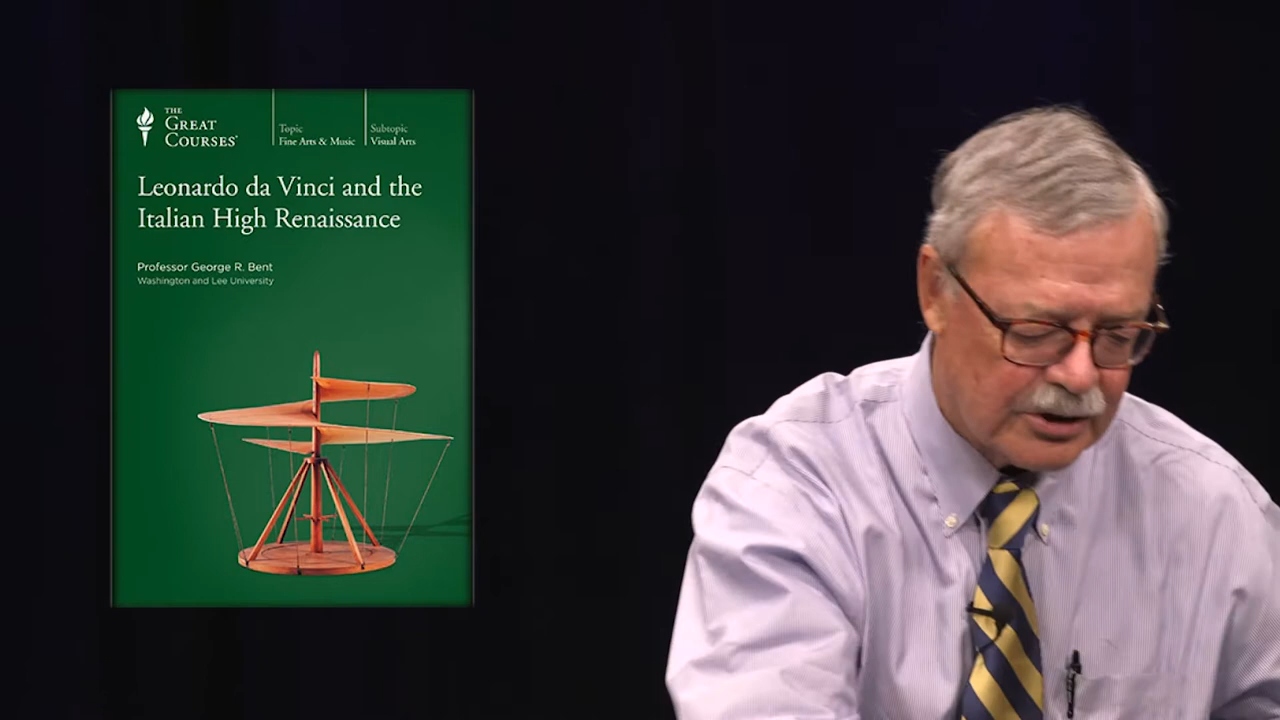 THE
GREAT
COURSES®
Topic
Fine Arts & Music
Subtopic
Visual Arts
Leonardo da Vinci and the
Italian High Renaissance
Professor George R. Bent
Washington and Lee University